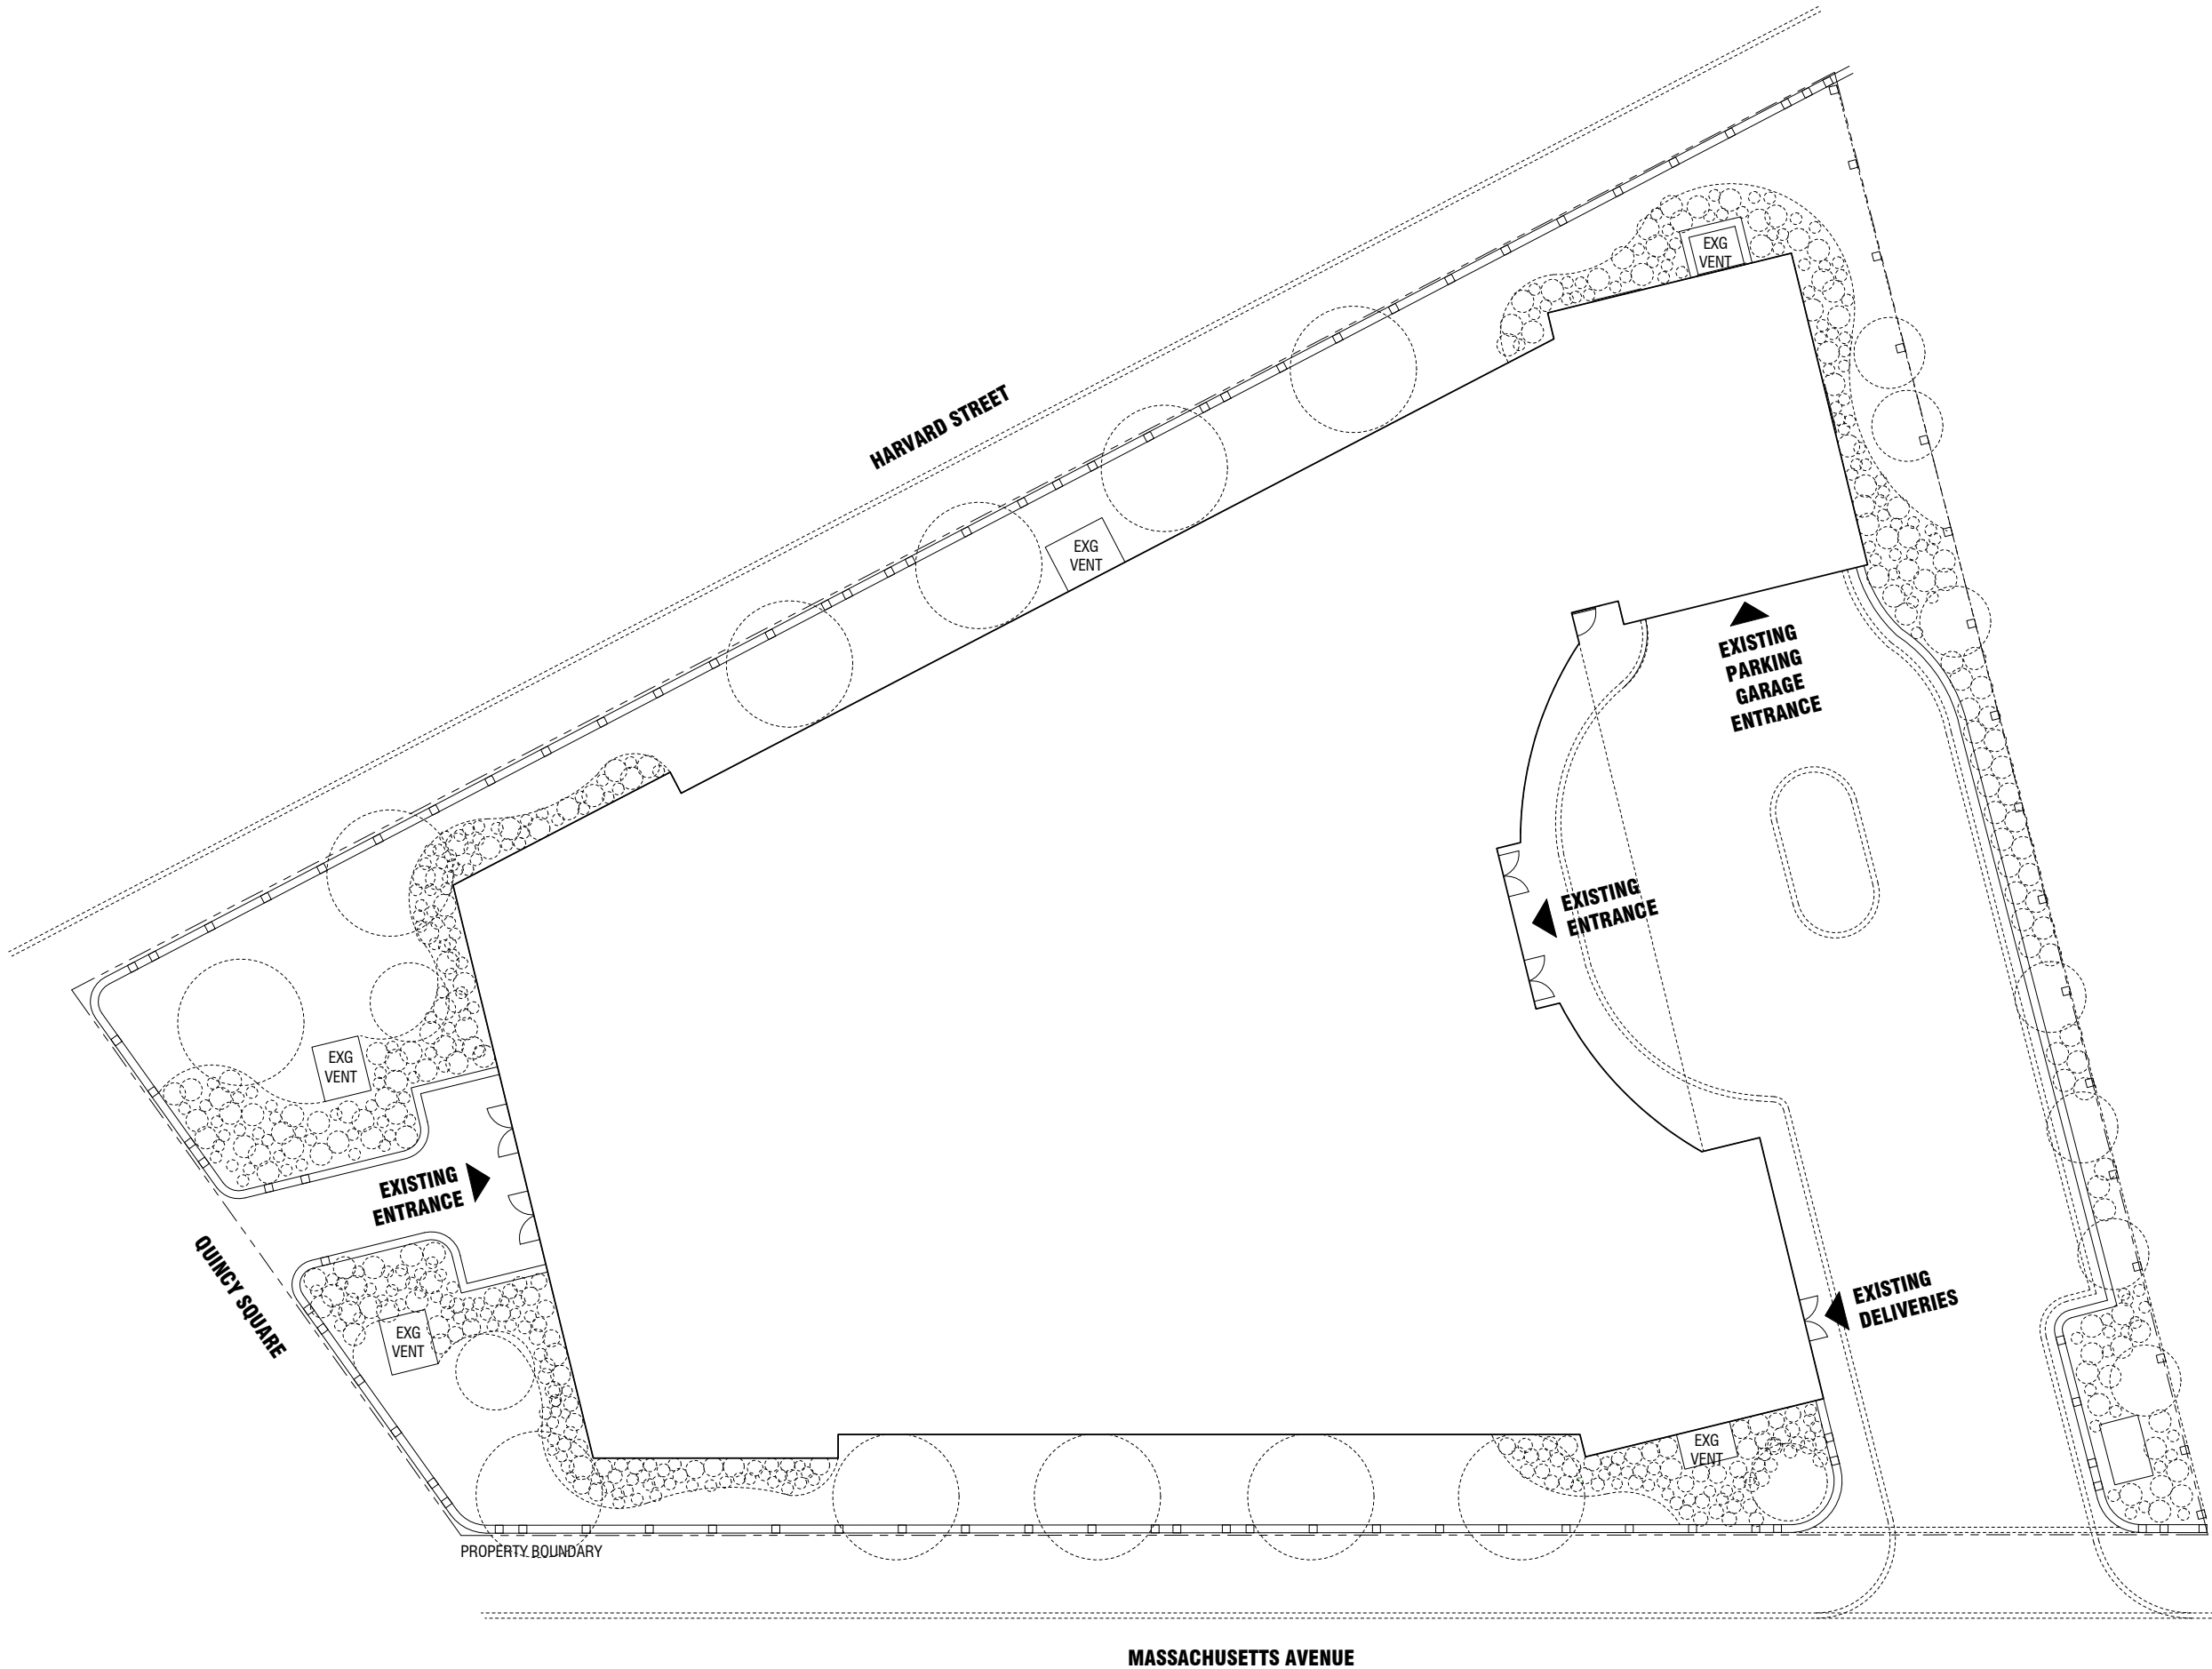 EXG
VENT
HARVARD STREET
EXG
VENT
EXISTING
PARKING
GARAGE
ENTRANCE
EXISTING
ENTRANCE
EXG
VENT
EXISTING
ENTRANCE
QUINCY SQUARE
EXG
VENT
EXISTING
DELIVERIES
EXG
VENT
PROPERTY BOUNDARY
MASSACHUSETTS AVENUE